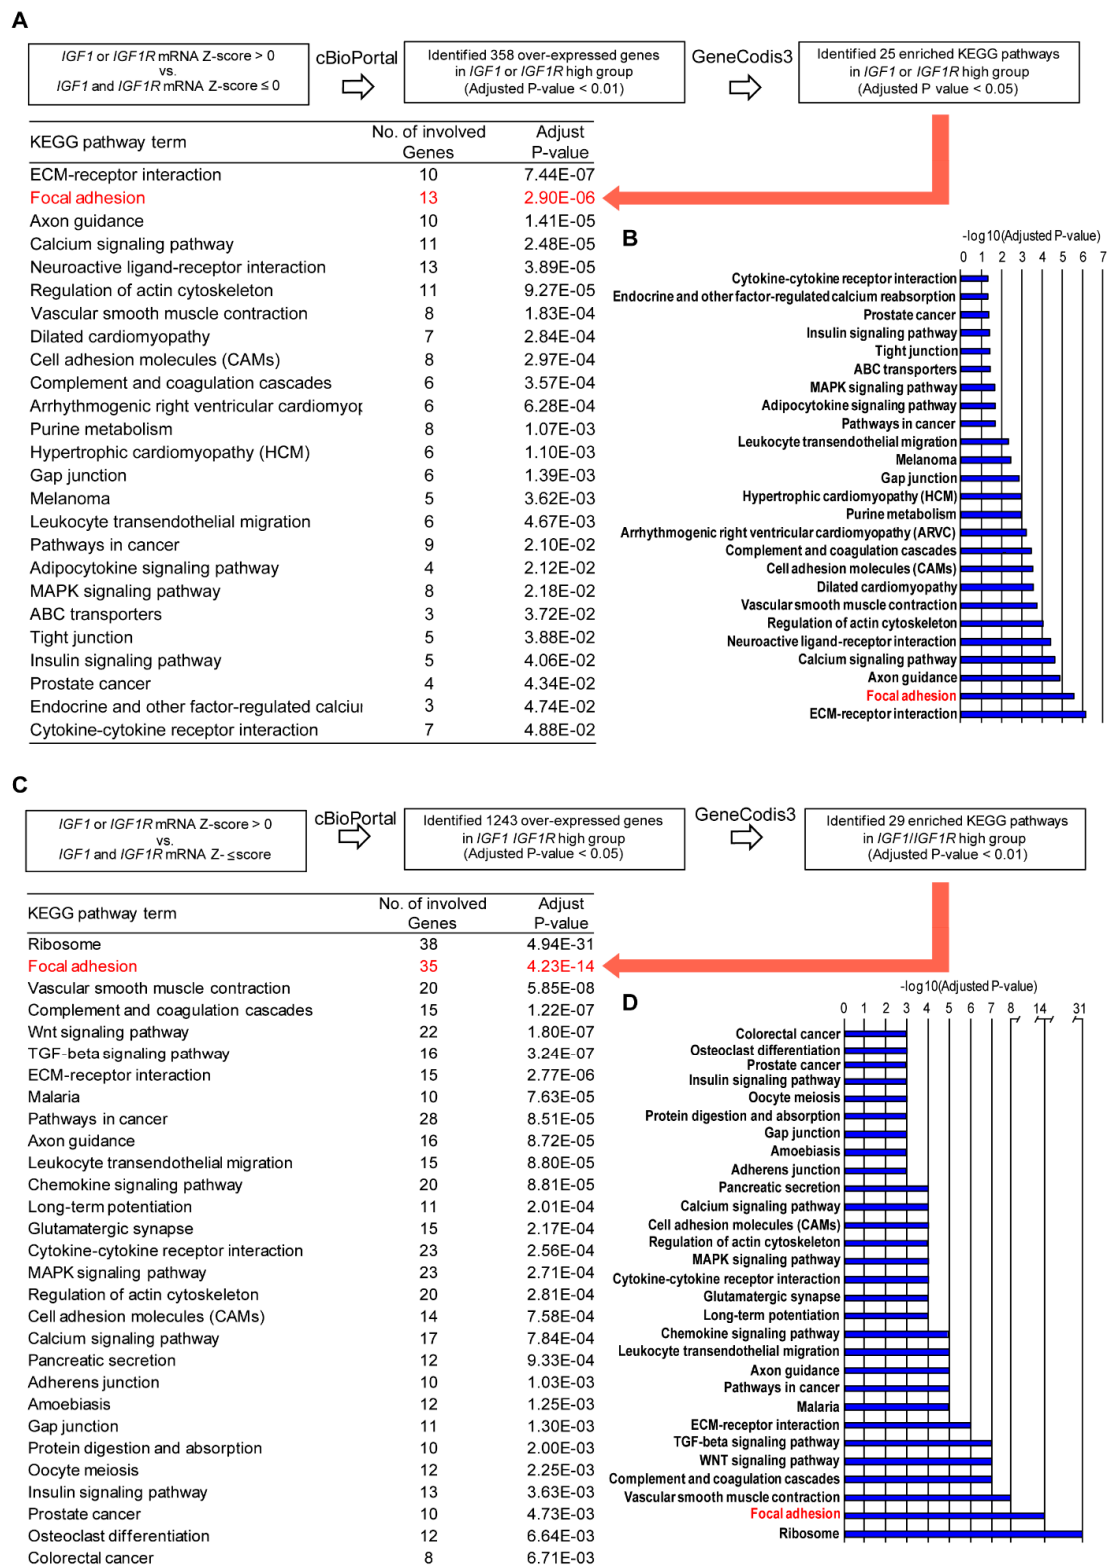 A
IGF1 or IGF1R mRNA Z-score > 0
vs.
IGF1 and IGF1R mRNA Z-score ≤ 0
cBioPortal
Identified 358 over-expressed genes
in IGF1 or IGF1R high group
(Adjusted P-value < 0.01)
GeneCodis3
Identified 25 enriched KEGG pathways
in IGF1 or IGF1R high group
(Adjusted P value < 0.05)
KEGG pathway term No. of involved Genes Adjust P-value
ECM-receptor interaction 10 7.44E-07
Focal adhesion 13 2.90E-06
Axon guidance 10 1.41E-05
Calcium signaling pathway 11 2.48E-05
Neuroactive ligand-receptor interaction 13 3.89E-05
Regulation of actin cytoskeleton 11 9.27E-05
Vascular smooth muscle contraction 8 1.83E-04
Dilated cardiomyopathy 7 2.84E-04
Cell adhesion molecules (CAMs) 8 2.97E-04
Complement and coagulation cascades 6 3.57E-04
Arrhythmogenic right ventricular cardiomyop 6 6.28E-04
Purine metabolism 8 1.07E-03
Hypertrophic cardiomyopathy (HCM) 6 1.10E-03
Gap junction 6 1.39E-03
Melanoma 5 3.62E-03
Leukocyte transendothelial migration 6 4.67E-03
Pathways in cancer 9 2.10E-02
Adipocytokine signaling pathway 4 2.12E-02
MAPK signaling pathway 8 2.18E-02
ABC transporters 3 3.72E-02
Tight junction 5 3.88E-02
Insulin signaling pathway 5 4.06E-02
Prostate cancer 4 4.34E-02
Endocrine and other factor-regulated calciu 3 4.74E-02
Cytokine-cytokine receptor interaction 7 4.88E-02
B
-log10(Adjusted P-value)
0 1 2 3 4 5 6 7
Cytokine-cytokine receptor interaction
Endocrine and other factor-regulated calcium reabsorption
Prostate cancer
Insulin signaling pathway
Tight junction
ABC transporters
MAPK signaling pathway
Adipocytokine signaling pathway
Pathways in cancer
Leukocyte transendothelial migration
Melanoma
Gap junction
Hypertrophic cardiomyopathy (HCM)
Purine metabolism
Arrhythmogenic right ventricular cardiomyopathy (ARVC)
Complement and coagulation cascades
Cell adhesion molecules (CAMs)
Dilated cardiomyopathy
Vascular smooth muscle contraction
Regulation of actin cytoskeleton
Neuroactive ligand-receptor interaction
Calcium signaling pathway
Axon guidance
Focal adhesion
ECM-receptor interaction
C
IGF1 or IGF1R mRNA Z-score > 0
vs.
IGF1 and IGF1R mRNA Z- ≤score
cBioPortal
Identified 1243 over-expressed genes
in IGF1 IGF1R high group
(Adjusted P-value < 0.05)
GeneCodis3
Identified 29 enriched KEGG pathways
in IGF1/IGF1R high group
(Adjusted P-value < 0.01)
KEGG pathway term No. of involved Genes Adjust P-value
Ribosome 38 4.94E-31
Focal adhesion 35 4.23E-14
Vascular smooth muscle contraction 20 5.85E-08
Complement and coagulation cascades 15 1.22E-07
Wnt signaling pathway 22 1.80E-07
TGF-beta signaling pathway 16 3.24E-07
ECM-receptor interaction 15 2.77E-06
Malaria 10 7.63E-05
Pathways in cancer 28 8.51E-05
Axon guidance 16 8.72E-05
Leukocyte transendothelial migration 15 8.80E-05
Chemokine signaling pathway 20 8.81E-05
Long-term potentiation 11 2.01E-04
Glutamatergic synapse 15 2.17E-04
Cytokine-cytokine receptor interaction 23 2.56E-04
MAPK signaling pathway 23 2.71E-04
Regulation of actin cytoskeleton 20 2.81E-04
Cell adhesion molecules (CAMs) 14 7.58E-04
Calcium signaling pathway 17 7.84E-04
Pancreatic secretion 12 9.33E-04
Adherens junction 10 1.03E-03
Amoebiasis 12 1.25E-03
Gap junction 11 1.30E-03
Protein digestion and absorption 10 2.00E-03
Oocyte meiosis 12 2.25E-03
Insulin signaling pathway 13 3.63E-03
Prostate cancer 10 4.73E-03
Osteoclast differentiation 12 6.64E-03
Colorectal cancer 8 6.71E-03
D
-log10(Adjusted P-value)
0 1 2 3 4 5 6 7 8 14 31
Colorectal cancer
Osteoclast differentiation
Prostate cancer
Insulin signaling pathway
Oocyte meiosis
Protein digestion and absorption
Gap junction
Amoebiasis
Adherens junction
Pancreatic secretion
Calcium signaling pathway
Cell adhesion molecules (CAMs)
Regulation of actin cytoskeleton
MAPK signaling pathway
Cytokine-cytokine receptor interaction
Glutamatergic synapse
Long-term potentiation
Chemokine signaling pathway
Leukocyte transendothelial migration
Axon guidance
Pathways in cancer
Malaria
ECM-receptor interaction
TGF-beta signaling pathway
WNT signaling pathway
Complement and coagulation cascades
Vascular smooth muscle contraction
Focal adhesion
Ribosome